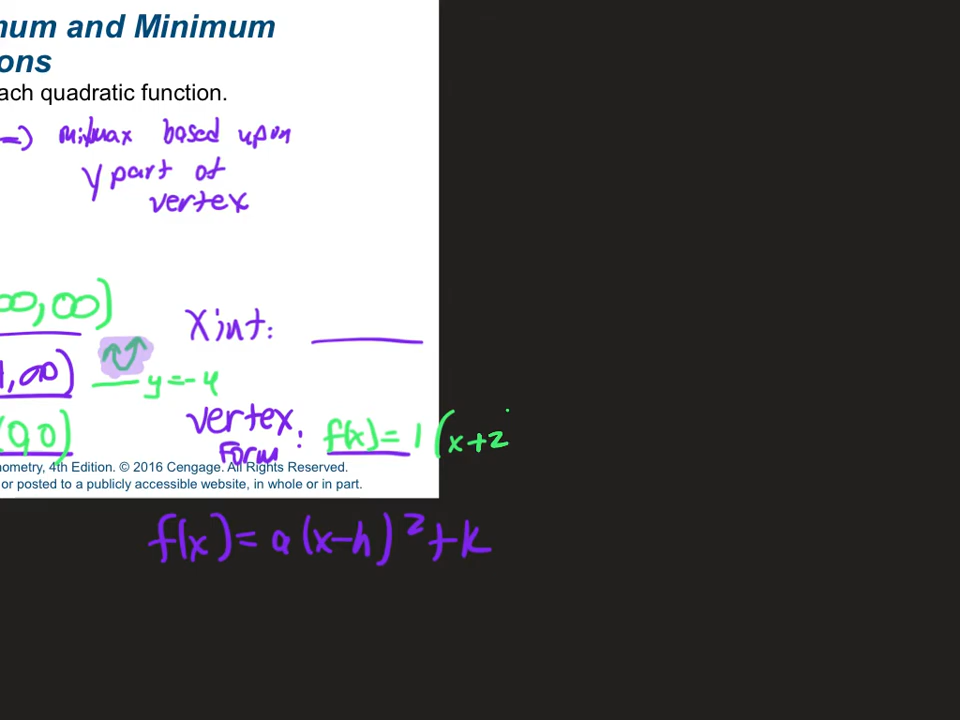 mum and Minimum
ons
ach quadratic function.
→ min/max based upon
y part of
vertex
∞,∞)
x int:
,∞)
y=-4
vertex
form:
f(x)=1(x+2
0)
nometry, 4th Edition. © 2016 Cengage. All Rights Reserved.
or posted to a publicly accessible website, in whole or in part.
f(x)=a(x-h)²+k